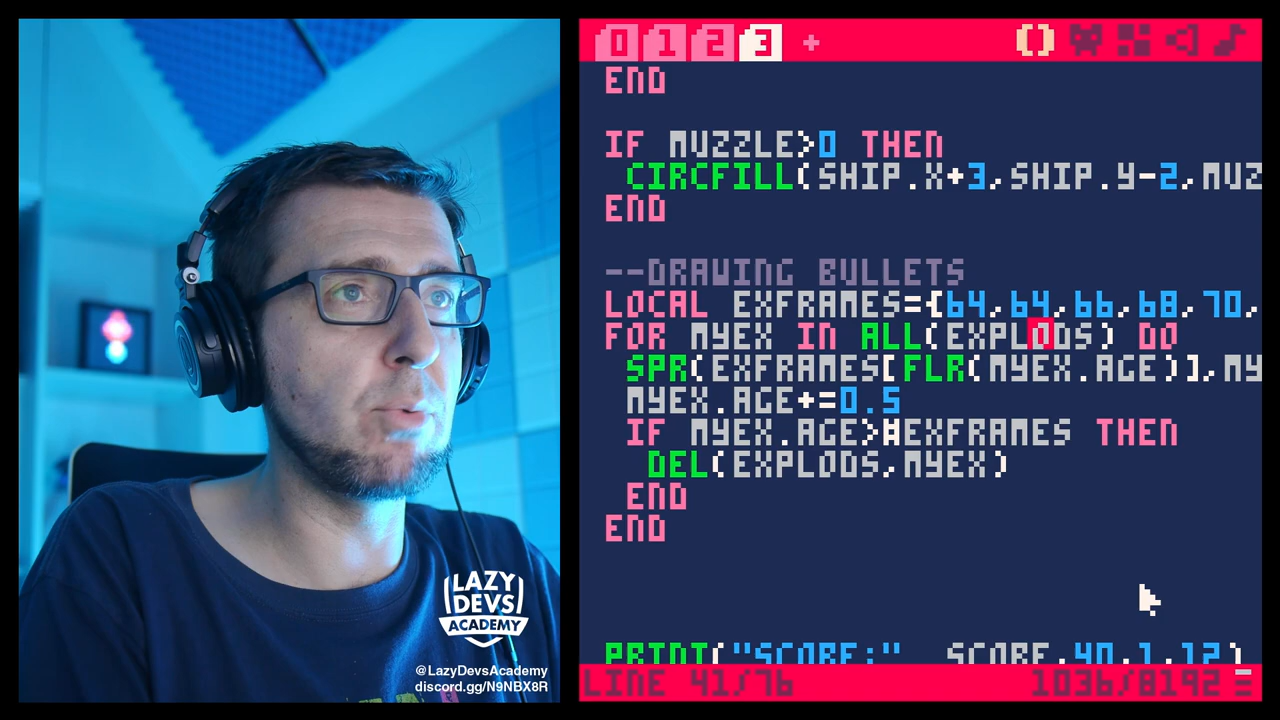 LAZY
DEVS
ACADEMY
@LazyDevsAcademy
discord.gg/N9NBX8R
0 1 2 3 +
END
IF MUZZLE>0 THEN
CIRCFILL(SHIP.X+3,SHIP.Y-2,MUZ
END
--DRAWING BULLETS
LOCAL EXFRAMES={64,64,66,68,70,
FOR MYEX IN ALL(EXPLODS) DO
SPR(EXFRAMES[FLR(MYEX.AGE)],MY
MYEX.AGE+=0.5
IF MYEX.AGE>#EXFRAMES THEN
DEL(EXPLODS,MYEX)
END
END
PRINT("SCORE:"..SCORE,40,1,12)
LINE 41/76 1036/8192